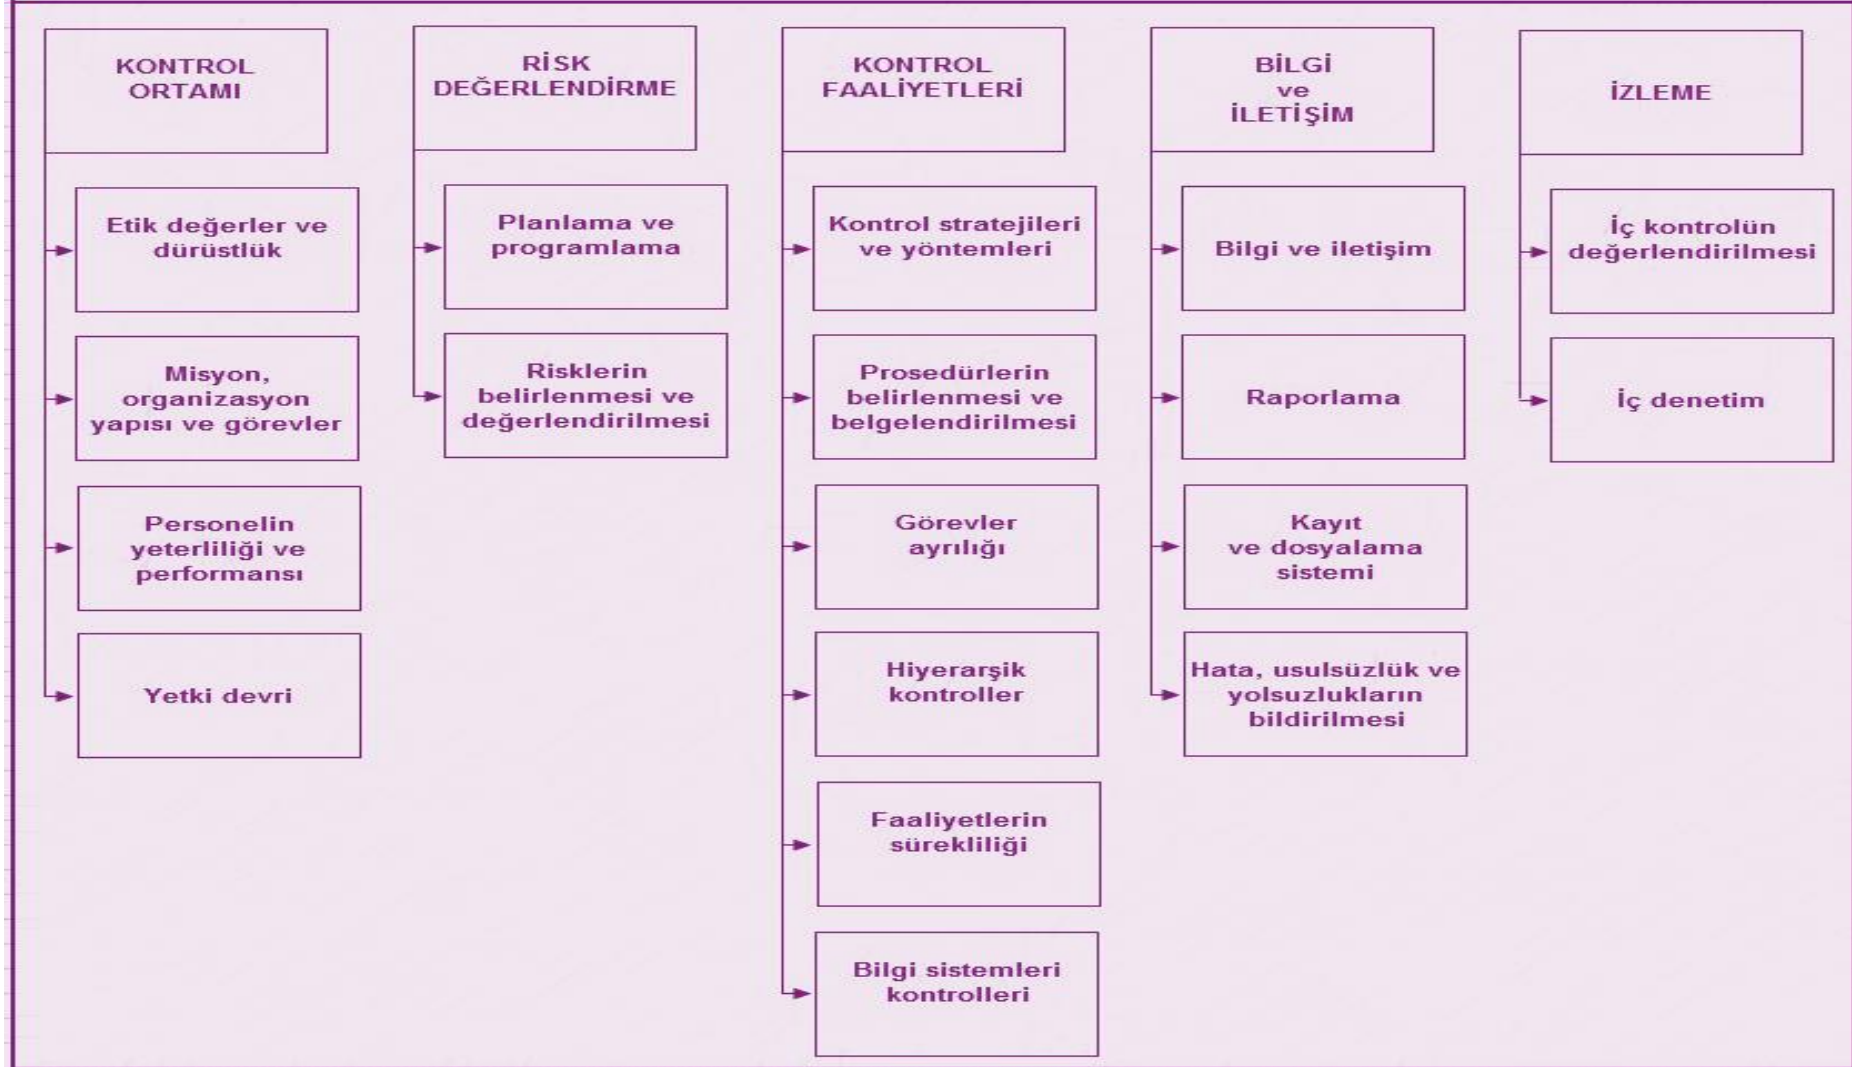 KONTROL
ORTAMI
Etik değerler ve
dürüstlük
Misyon,
organizasyon
yapısı ve görevler
Personelin
yeterliliği ve
performansı
Yetki devri
RİSK
DEĞERLENDİRME
Planlama ve
programlama
Risklerin
belirlenmesi ve
değerlendirilmesi
KONTROL
FAALİYETLERİ
Kontrol stratejileri
ve yöntemleri
Prosedürlerin
belirlenmesi ve
belgelendirilmesi
Görevler
ayrılığı
Hiyerarşik
kontroller
Faaliyetlerin
sürekliliği
Bilgi sistemleri
kontrolleri
BİLGİ
ve
İLETİŞİM
Bilgi ve iletişim
Raporlama
Kayıt
ve dosyalama
sistemi
Hata, usulsüzlük ve
yolsuzlukların
bildirilmesi
İZLEME
İç kontrolün
değerlendirilmesi
İç denetim